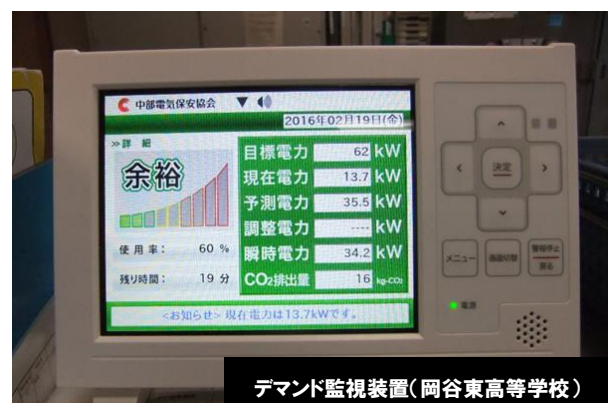 中部電気保安協会
2016年02月19日(金)
≫詳 細
余裕
使用率： 60 %
残り時間： 19 分
目標電力 62 kW
現在電力 13.7 kW
予測電力 35.5 kW
調整電力 ---- kW
瞬時電力 34.2 kW
CO₂排出量 16 kg-CO₂
<お知らせ> 現在電力は13.7kWです。
決定
メニュー
画面切替
警報停止
戻る
電源
デマンド監視装置（岡谷東高等学校）